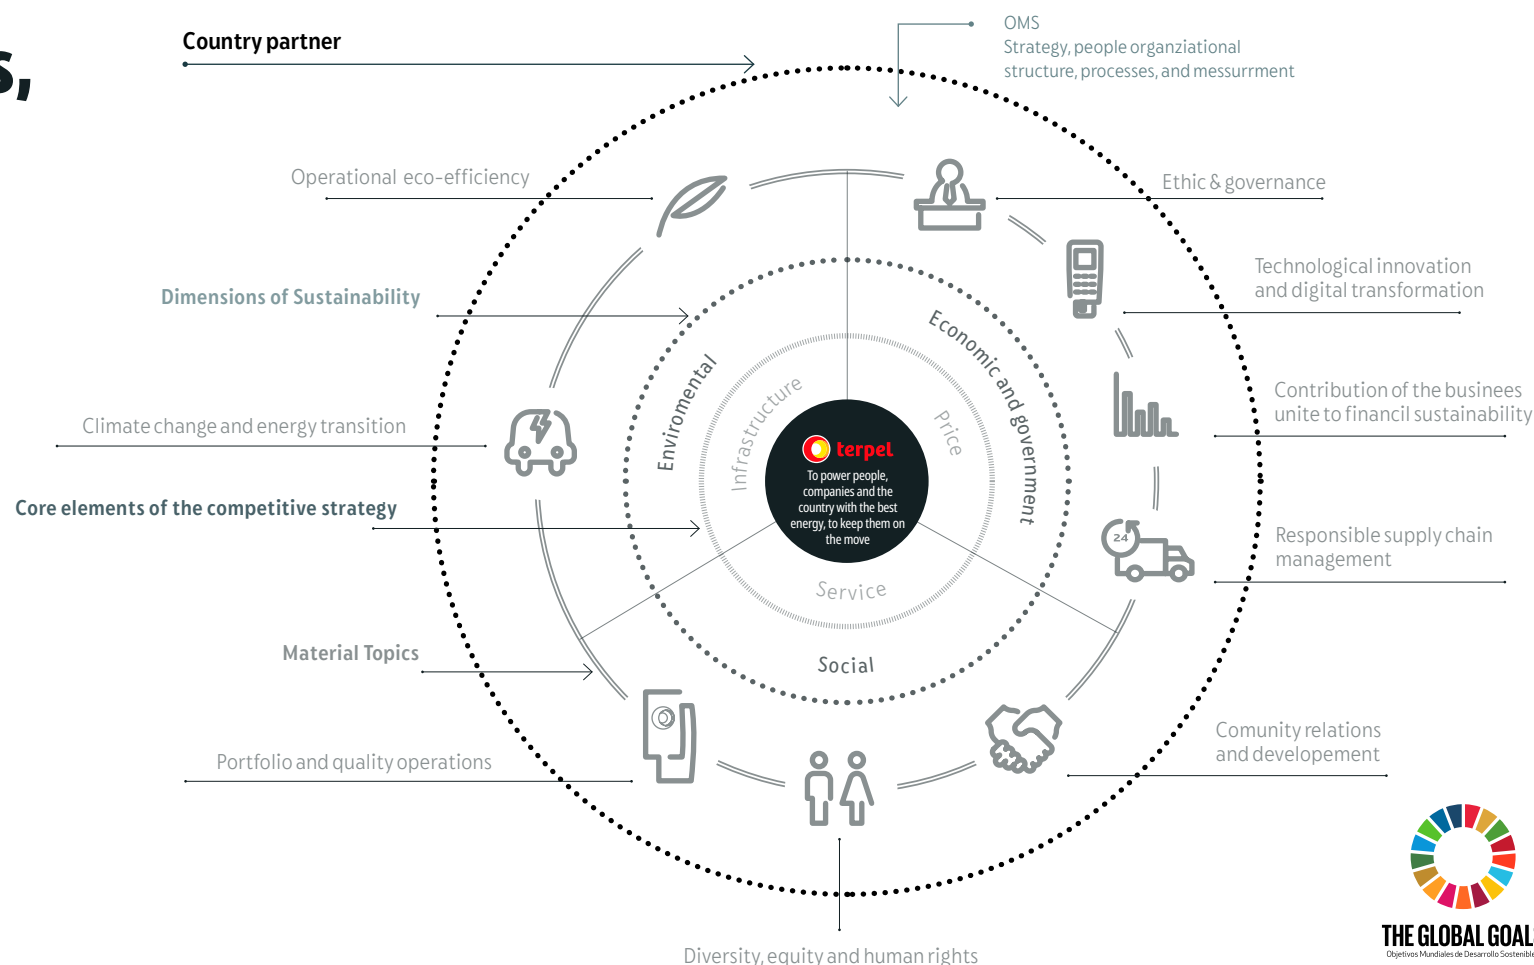 s,
Country partner
OMS
Strategy, people organziational
structure, processes, and messurrment
Operational eco-efficiency
Ethic & governance
Technological innovation
and digital transformation
Dimensions of Sustainability
Economic and government
Enviromental
Infrastructure
Price
Contribution of the businees
unite to financil sustainability
Climate change and energy transition
terpel
To power people,
companies and the
country with the best
energy, to keep them on
the move
Core elements of the competitive strategy
24
Responsible supply chain
management
Service
Social
Material Topics
Comunity relations
and developement
Portfolio and quality operations
Diversity, equity and human rights
THE GLOBAL GOAL
Objetivos Mundiales de Desarrollo Sostenible